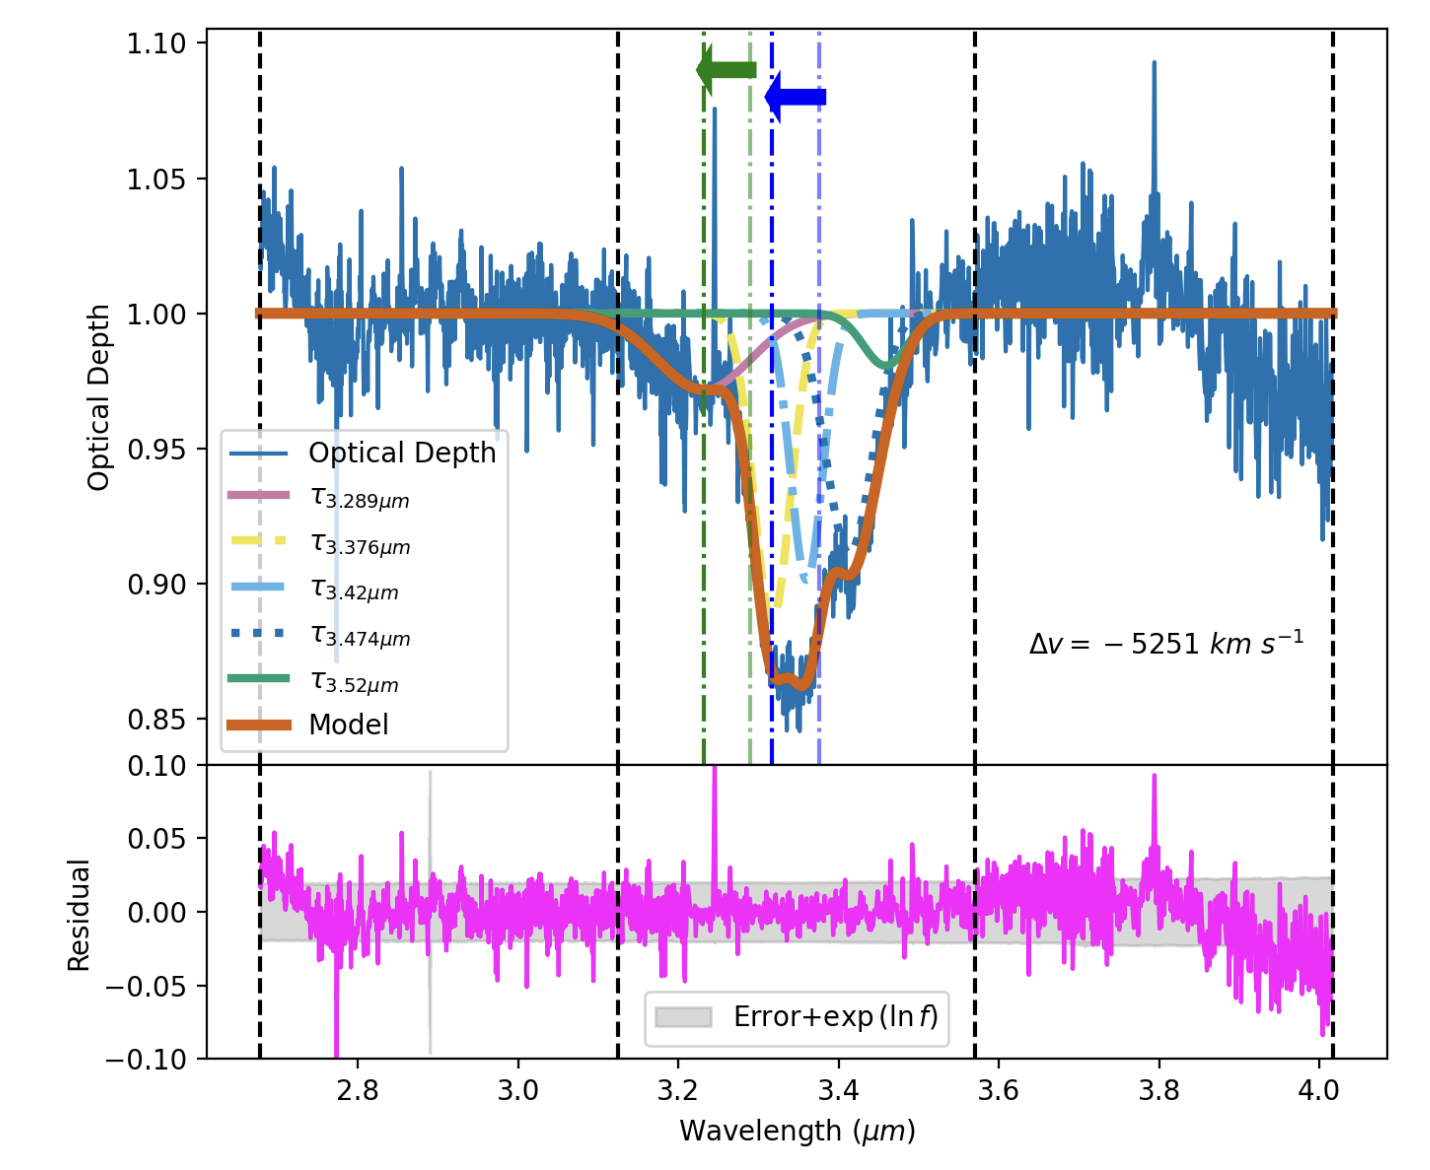 1.10
1.05
1.00
0.95
0.90
0.85
Optical Depth
Optical Depth
τ3.289μm
τ3.376μm
τ3.42μm
τ3.474μm
τ3.52μm
Model
Δv = − 5251 km s−1
0.10
0.05
0.00
−0.05
−0.10
Residual
Error+exp (ln f)
2.8 3.0 3.2 3.4 3.6 3.8 4.0
Wavelength (μm)